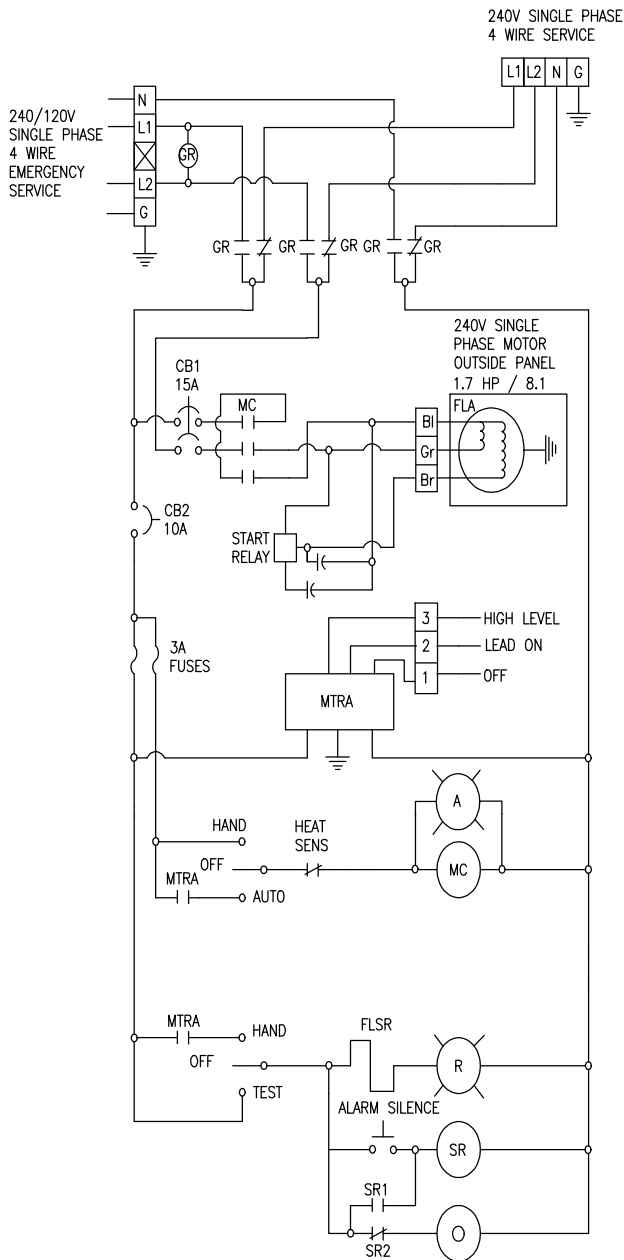 240V SINGLE PHASE
4 WIRE SERVICE
L1 L2 N G
240/120V
SINGLE PHASE
4 WIRE
EMERGENCY
SERVICE
N
L1
L2
G
GR
GR GR GR GR GR
240V SINGLE
PHASE MOTOR
OUTSIDE PANEL
1.7 HP / 8.1
FLA
CB1
15A
MC
Bl
Gr
Br
CB2
10A
START
RELAY
3A
FUSES
3 HIGH LEVEL
2 LEAD ON
1 OFF
MTRA
A
HAND
HEAT
SENS
OFF
MC
MTRA
AUTO
MTRA
HAND
FLSR
OFF
R
TEST
ALARM SILENCE
SR
SR1
SR2
O